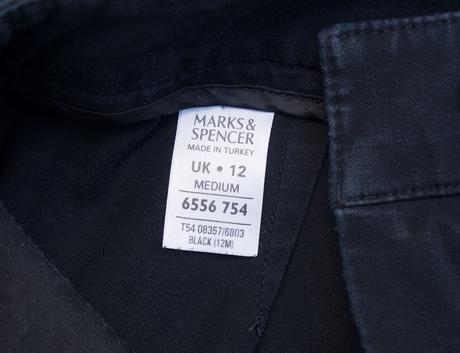 MARKS &
SPENCER
MADE IN TURKEY
UK • 12
MEDIUM
6556 754
T54 08357/6803
BLACK (12M)